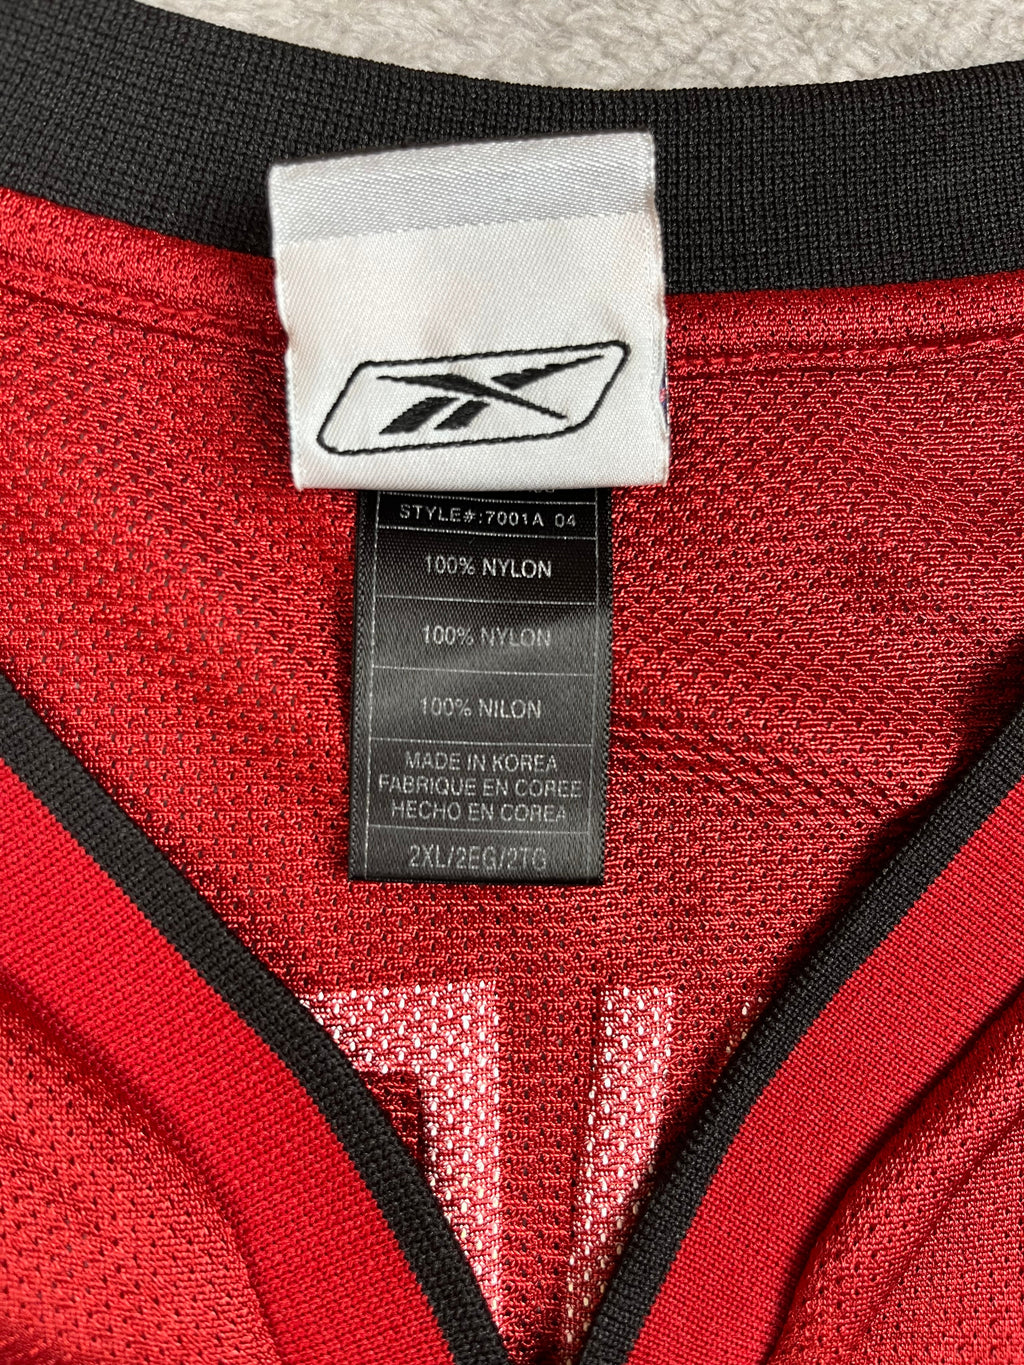 STYLE#:7001A 04
100% NYLON
100% NYLON
100% NILON
MADE IN KOREA
FABRIQUE EN COREE
HECHO EN COREA
2XL/2EG/2TG